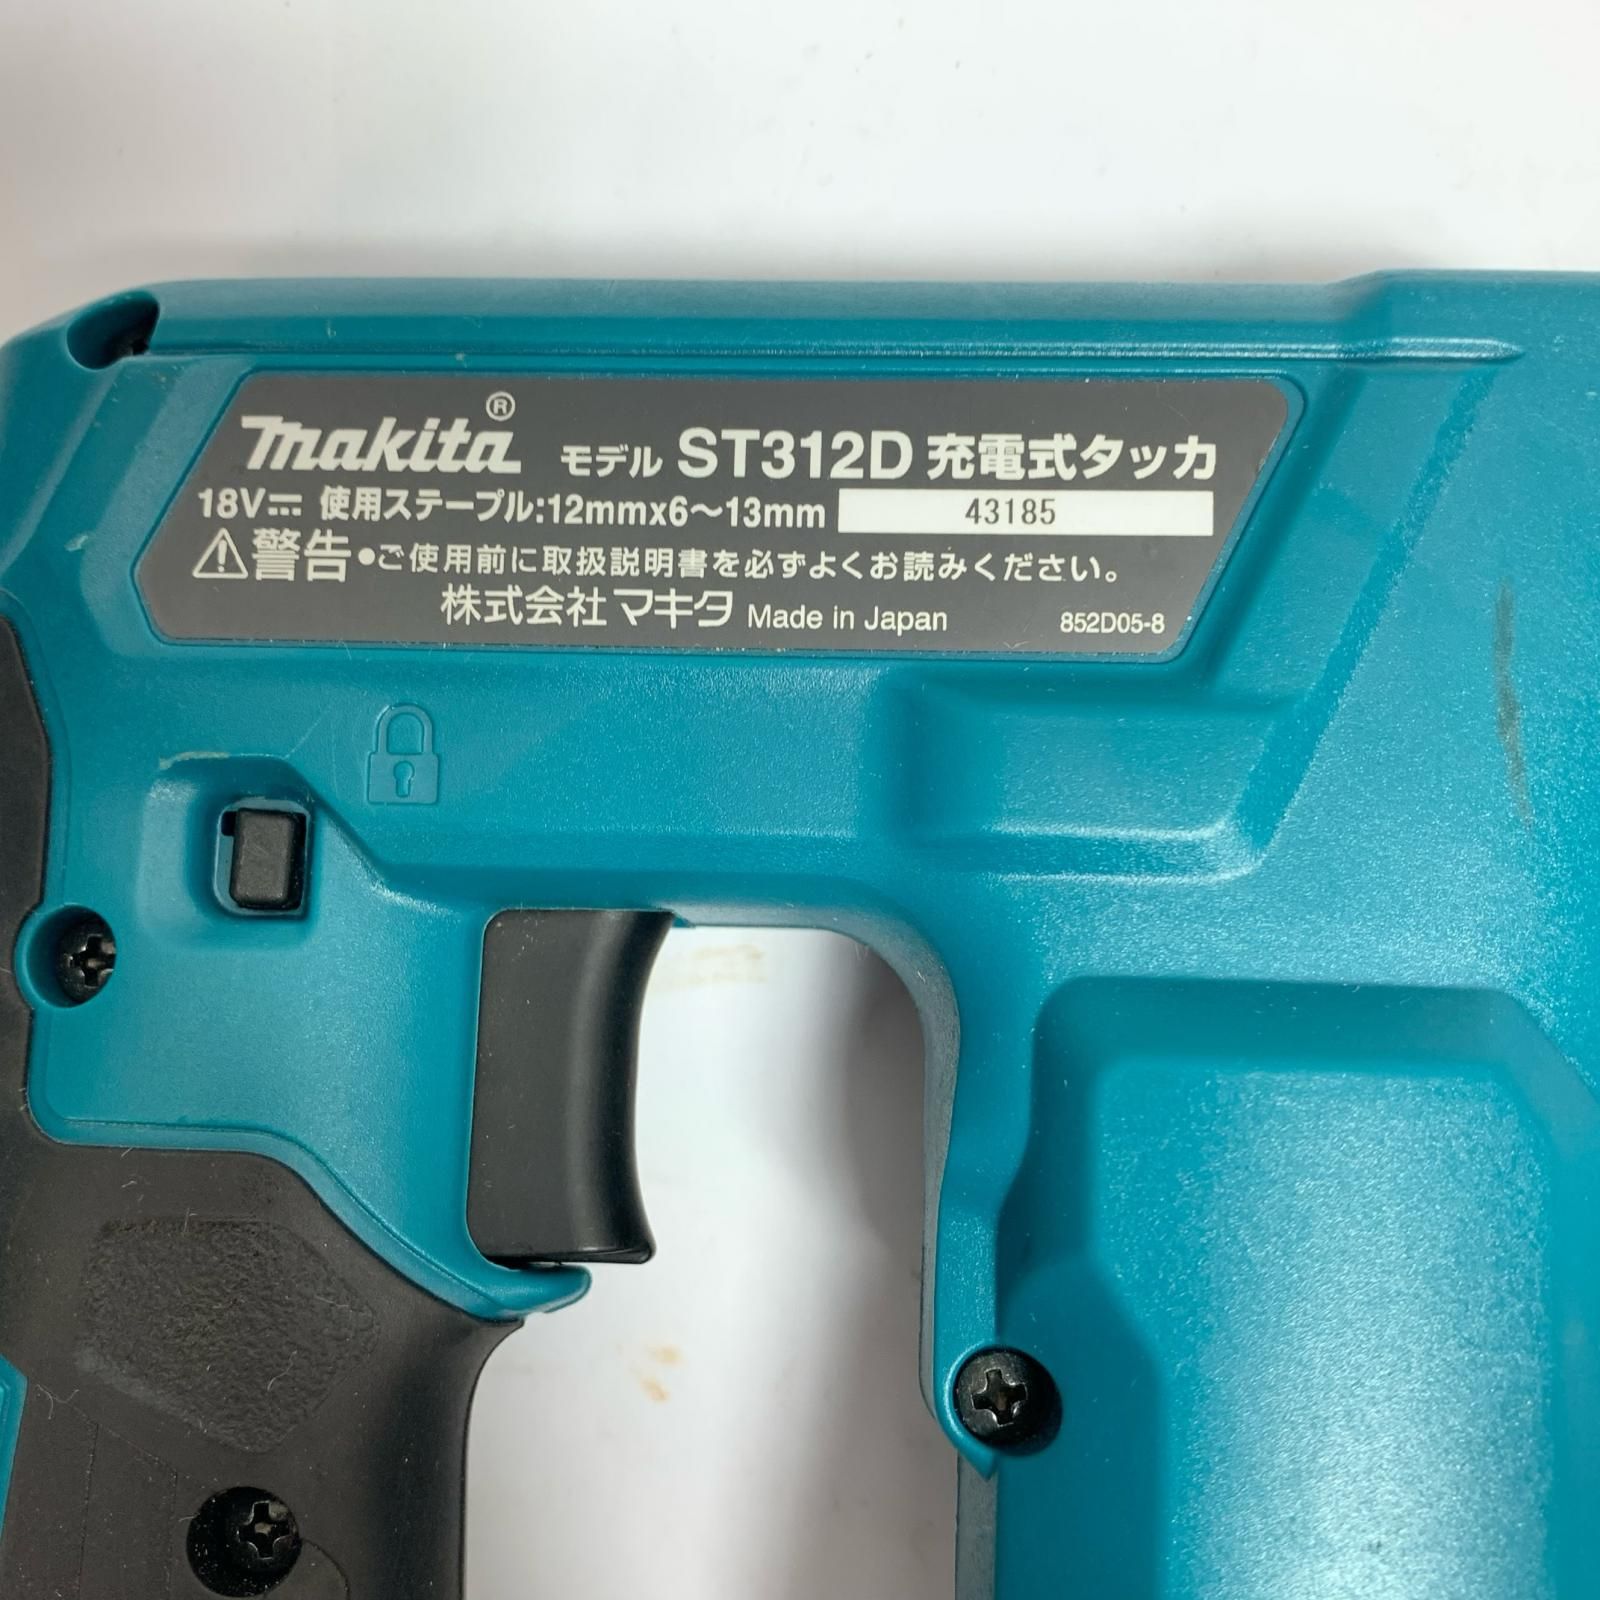 makita® モデル ST312D 充電式タッカ
18V⎓ 使用ステープル:12mmx6～13mm 43185
⚠警告 ●ご使用前に取扱説明書を必ずよくお読みください。
株式会社マキタ Made in Japan 852D05-8